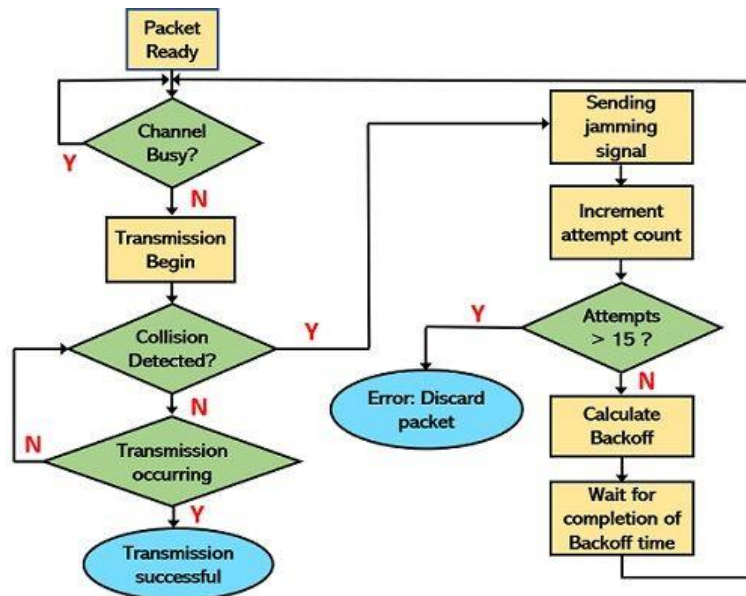 Packet
Ready
Channel
Busy?
Y
N
Transmission
Begin
Collision
Detected?
Y
N
Transmission
occurring
N
Y
Transmission
successful
Sending
jamming
signal
Increment
attempt count
Attempts
> 15 ?
Y
N
Error: Discard
packet
Calculate
Backoff
Wait for
completion of
Backoff time